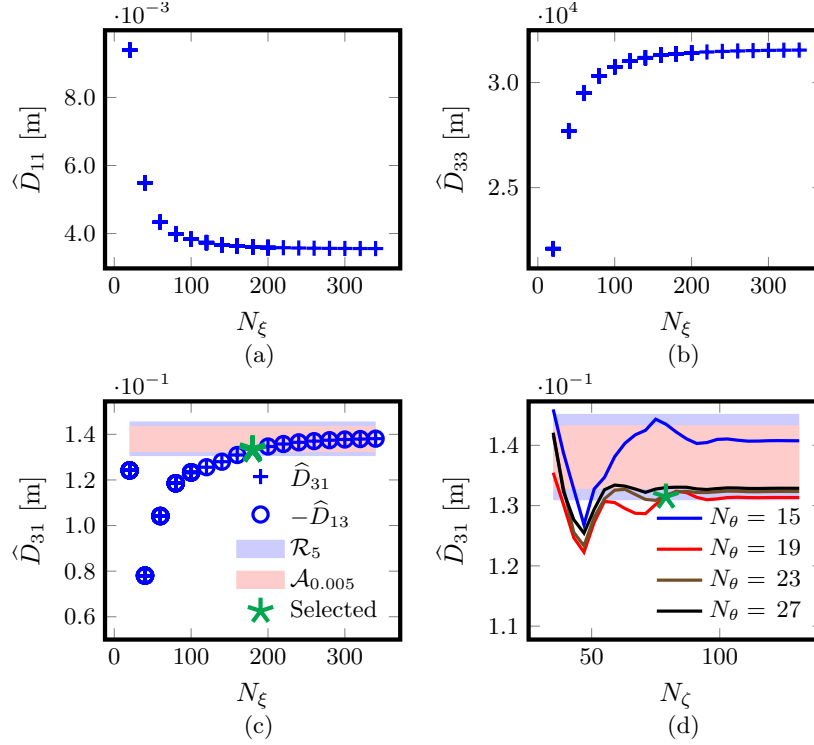 ·10⁻³
8.0
6.0
4.0
0
100
200
300
D̂₁₁ [m]
N_ξ
(a)
·10⁴
3.0
2.5
0
100
200
300
D̂₃₃ [m]
N_ξ
(b)
·10⁻¹
1.4
1.2
1.0
0.8
0.6
0
100
200
300
D̂₃₁ [m]
N_ξ
D̂₃₁
−D̂₁₃
ℛ₅
𝒜₀.₀₀₅
Selected
(c)
·10⁻¹
1.4
1.3
1.2
1.1
50
100
D̂₃₁ [m]
N_ζ
N_θ = 15
N_θ = 19
N_θ = 23
N_θ = 27
(d)